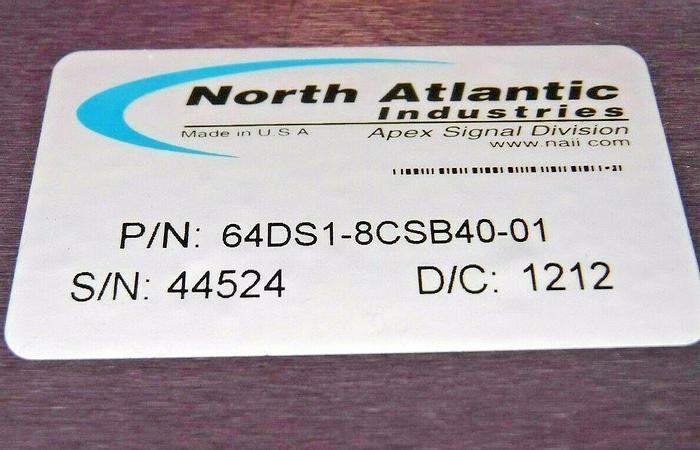 North Atlantic
Industries
Made in U S A Apex Signal Division
www.naii com
P/N: 64DS1-8CSB40-01
S/N: 44524 D/C: 1212